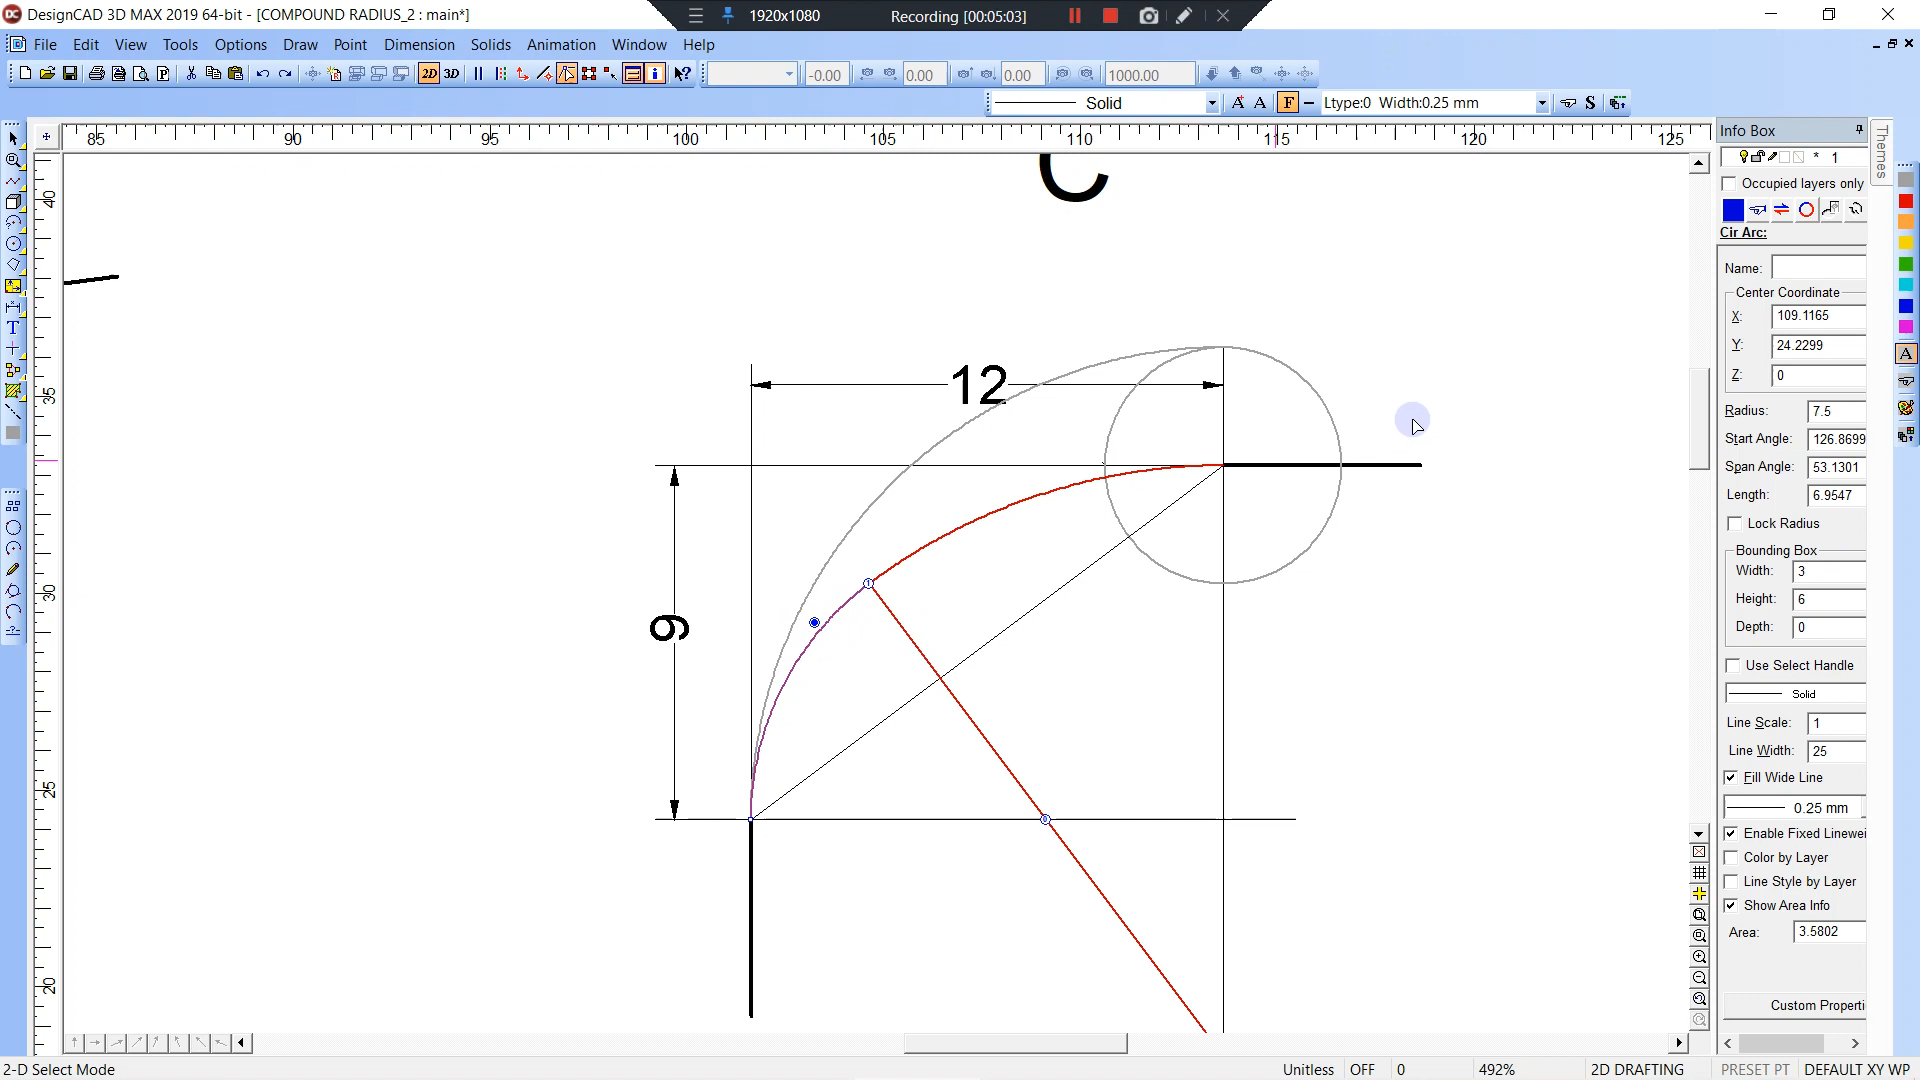 DesignCAD 3D MAX 2019 64-bit - [COMPOUND RADIUS_2 : main*]
1920x1080
Recording [00:05:03]
File Edit View Tools Options Draw Point Dimension Solids Animation Window Help
2D 3D
-0.00
0.00
0.00
1000.00
Solid
A A F
Ltype:0 Width:0.25 mm
S
85 90 95 100 105 110 115 120 125
40
35
30
25
20
C
12
9
Info Box
Themes
* 1
Occupied layers only
Cir Arc:
Name:
Center Coordinate
X: 109.1165
Y: 24.2299
Z: 0
Radius: 7.5
Start Angle: 126.8699
Span Angle: 53.1301
Length: 6.9547
Lock Radius
Bounding Box
Width: 3
Height: 6
Depth: 0
Use Select Handle
Solid
Line Scale: 1
Line Width: 25
Fill Wide Line
0.25 mm
Enable Fixed Linewei
Color by Layer
Line Style by Layer
Show Area Info
Area: 3.5802
Custom Properti
2-D Select Mode
Unitless OFF 0 492% 2D DRAFTING PRESET PT DEFAULT XY WP